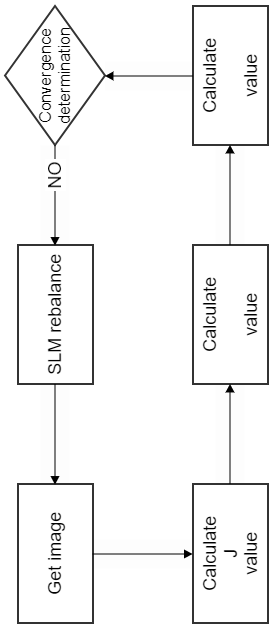 Convergence
determination
NO
SLM rebalance
Get image
Calculate
J
value
Calculate
value
Calculate
value